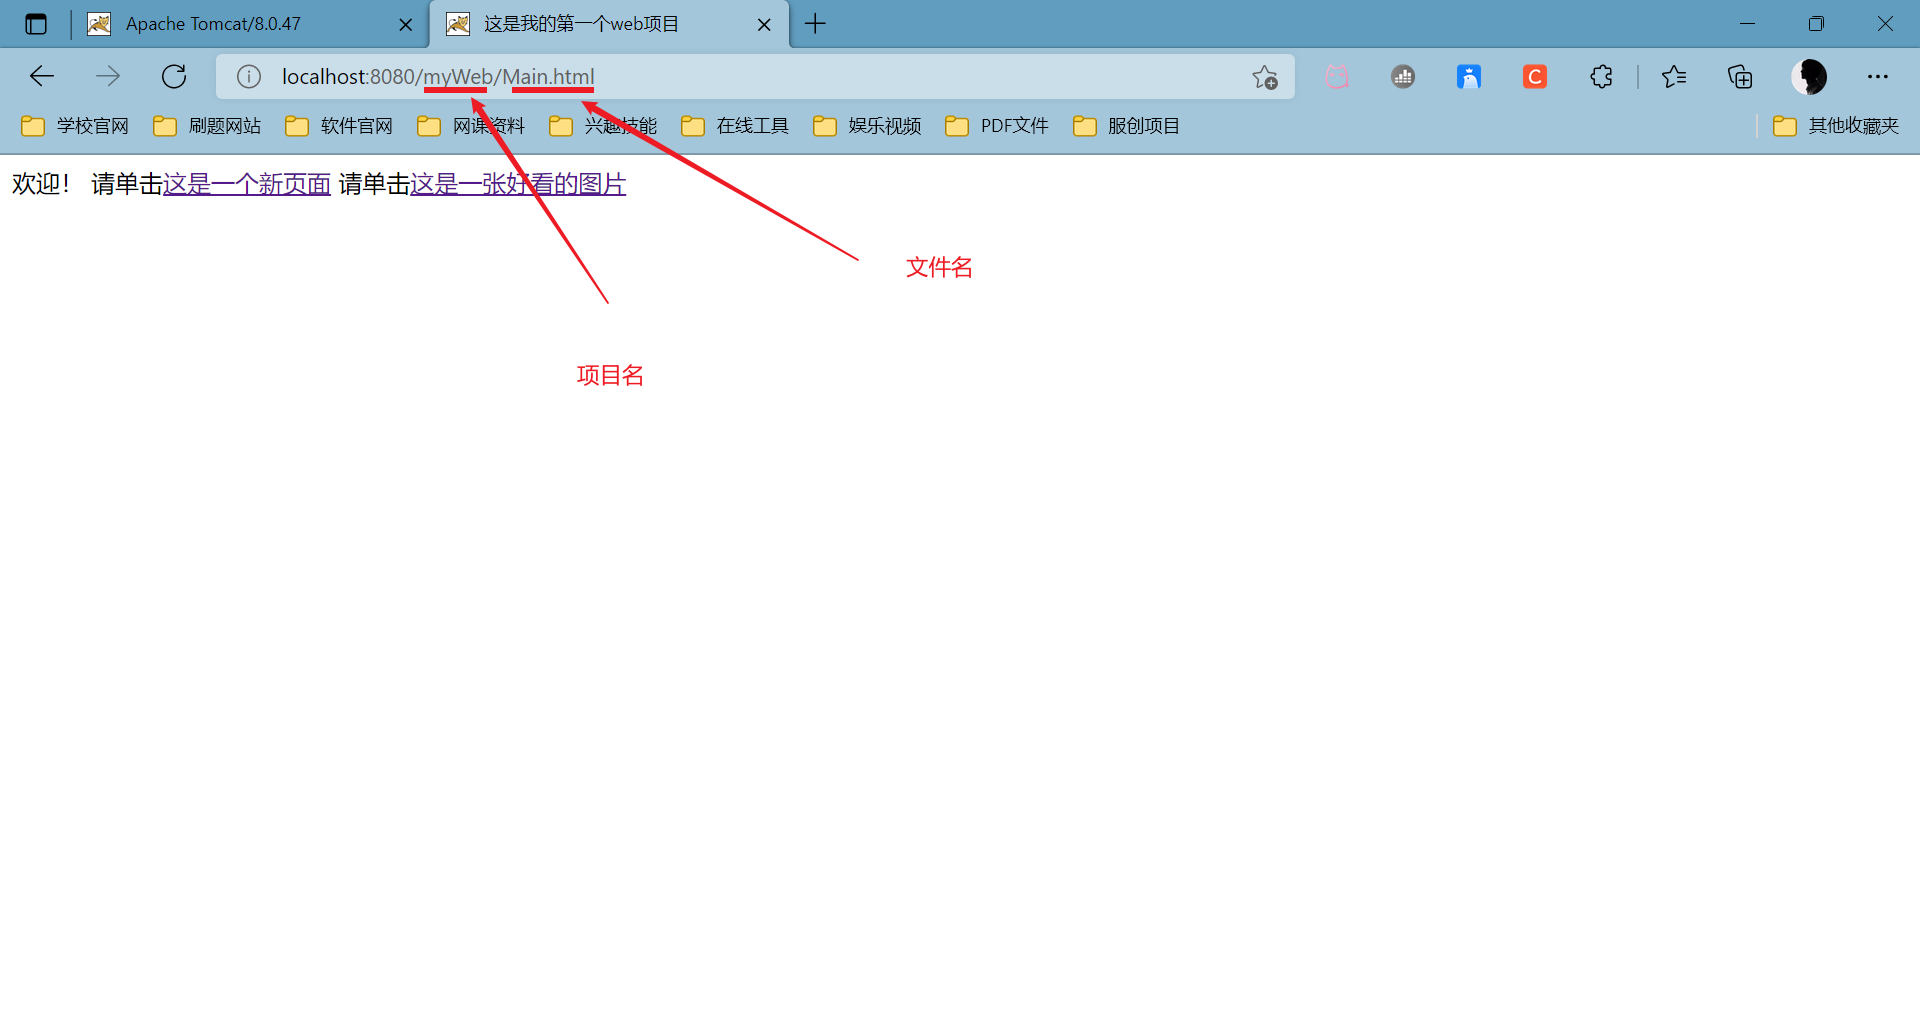 Apache Tomcat/8.0.47
这是我的第一个web项目
localhost:8080/myWeb/Main.html
学校官网 刷题网站 软件官网 网课资料 兴趣技能 在线工具 娱乐视频 PDF文件 服创项目 其他收藏夹
欢迎！ 请单击这是一个新页面 请单击这是一张好看的图片
文件名
项目名